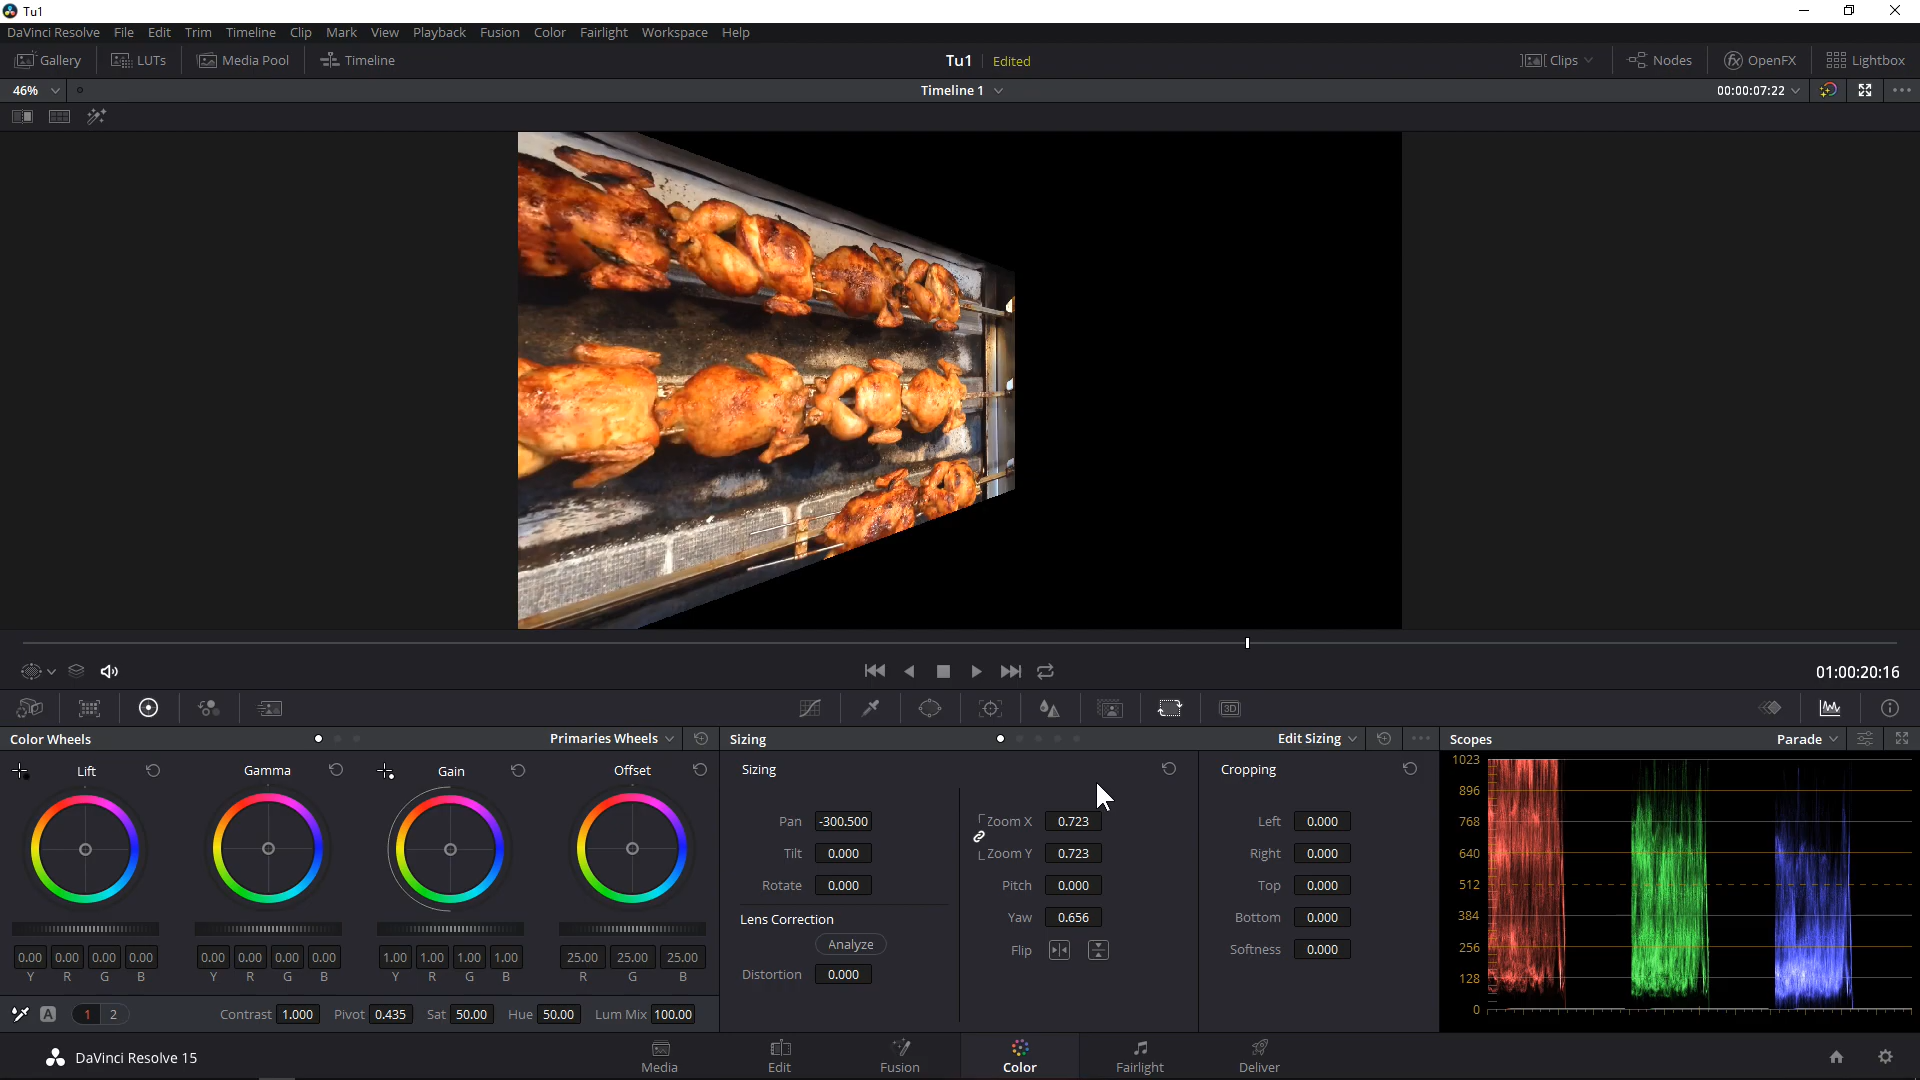 Tu1
DaVinci Resolve File Edit Trim Timeline Clip Mark View Playback Fusion Color Fairlight Workspace Help
Gallery LUTs Media Pool Timeline Tu1 Edited Clips Nodes OpenFX Lightbox
46% Timeline 1 00:00:07:22
01:00:20:16
3D
Color Wheels Primaries Wheels Sizing Edit Sizing Scopes Parade
Lift Gamma Gain Offset Sizing Cropping 1023
896
Pan -300.500 Zoom X 0.723 Left 0.000 768
Tilt 0.000 Zoom Y 0.723 Right 0.000 640
Rotate 0.000 Pitch 0.000 Top 0.000 512
Lens Correction Yaw 0.656 Bottom 0.000 384
Analyze Flip Softness 0.000 256
0.00 0.00 0.00 0.00 0.00 0.00 0.00 0.00 1.00 1.00 1.00 1.00 25.00 25.00 25.00
Y R G B Y R G B Y R G B R G B Distortion 0.000 128
A 1 2 Contrast 1.000 Pivot 0.435 Sat 50.00 Hue 50.00 Lum Mix 100.00 0
DaVinci Resolve 15 Media Edit Fusion Color Fairlight Deliver